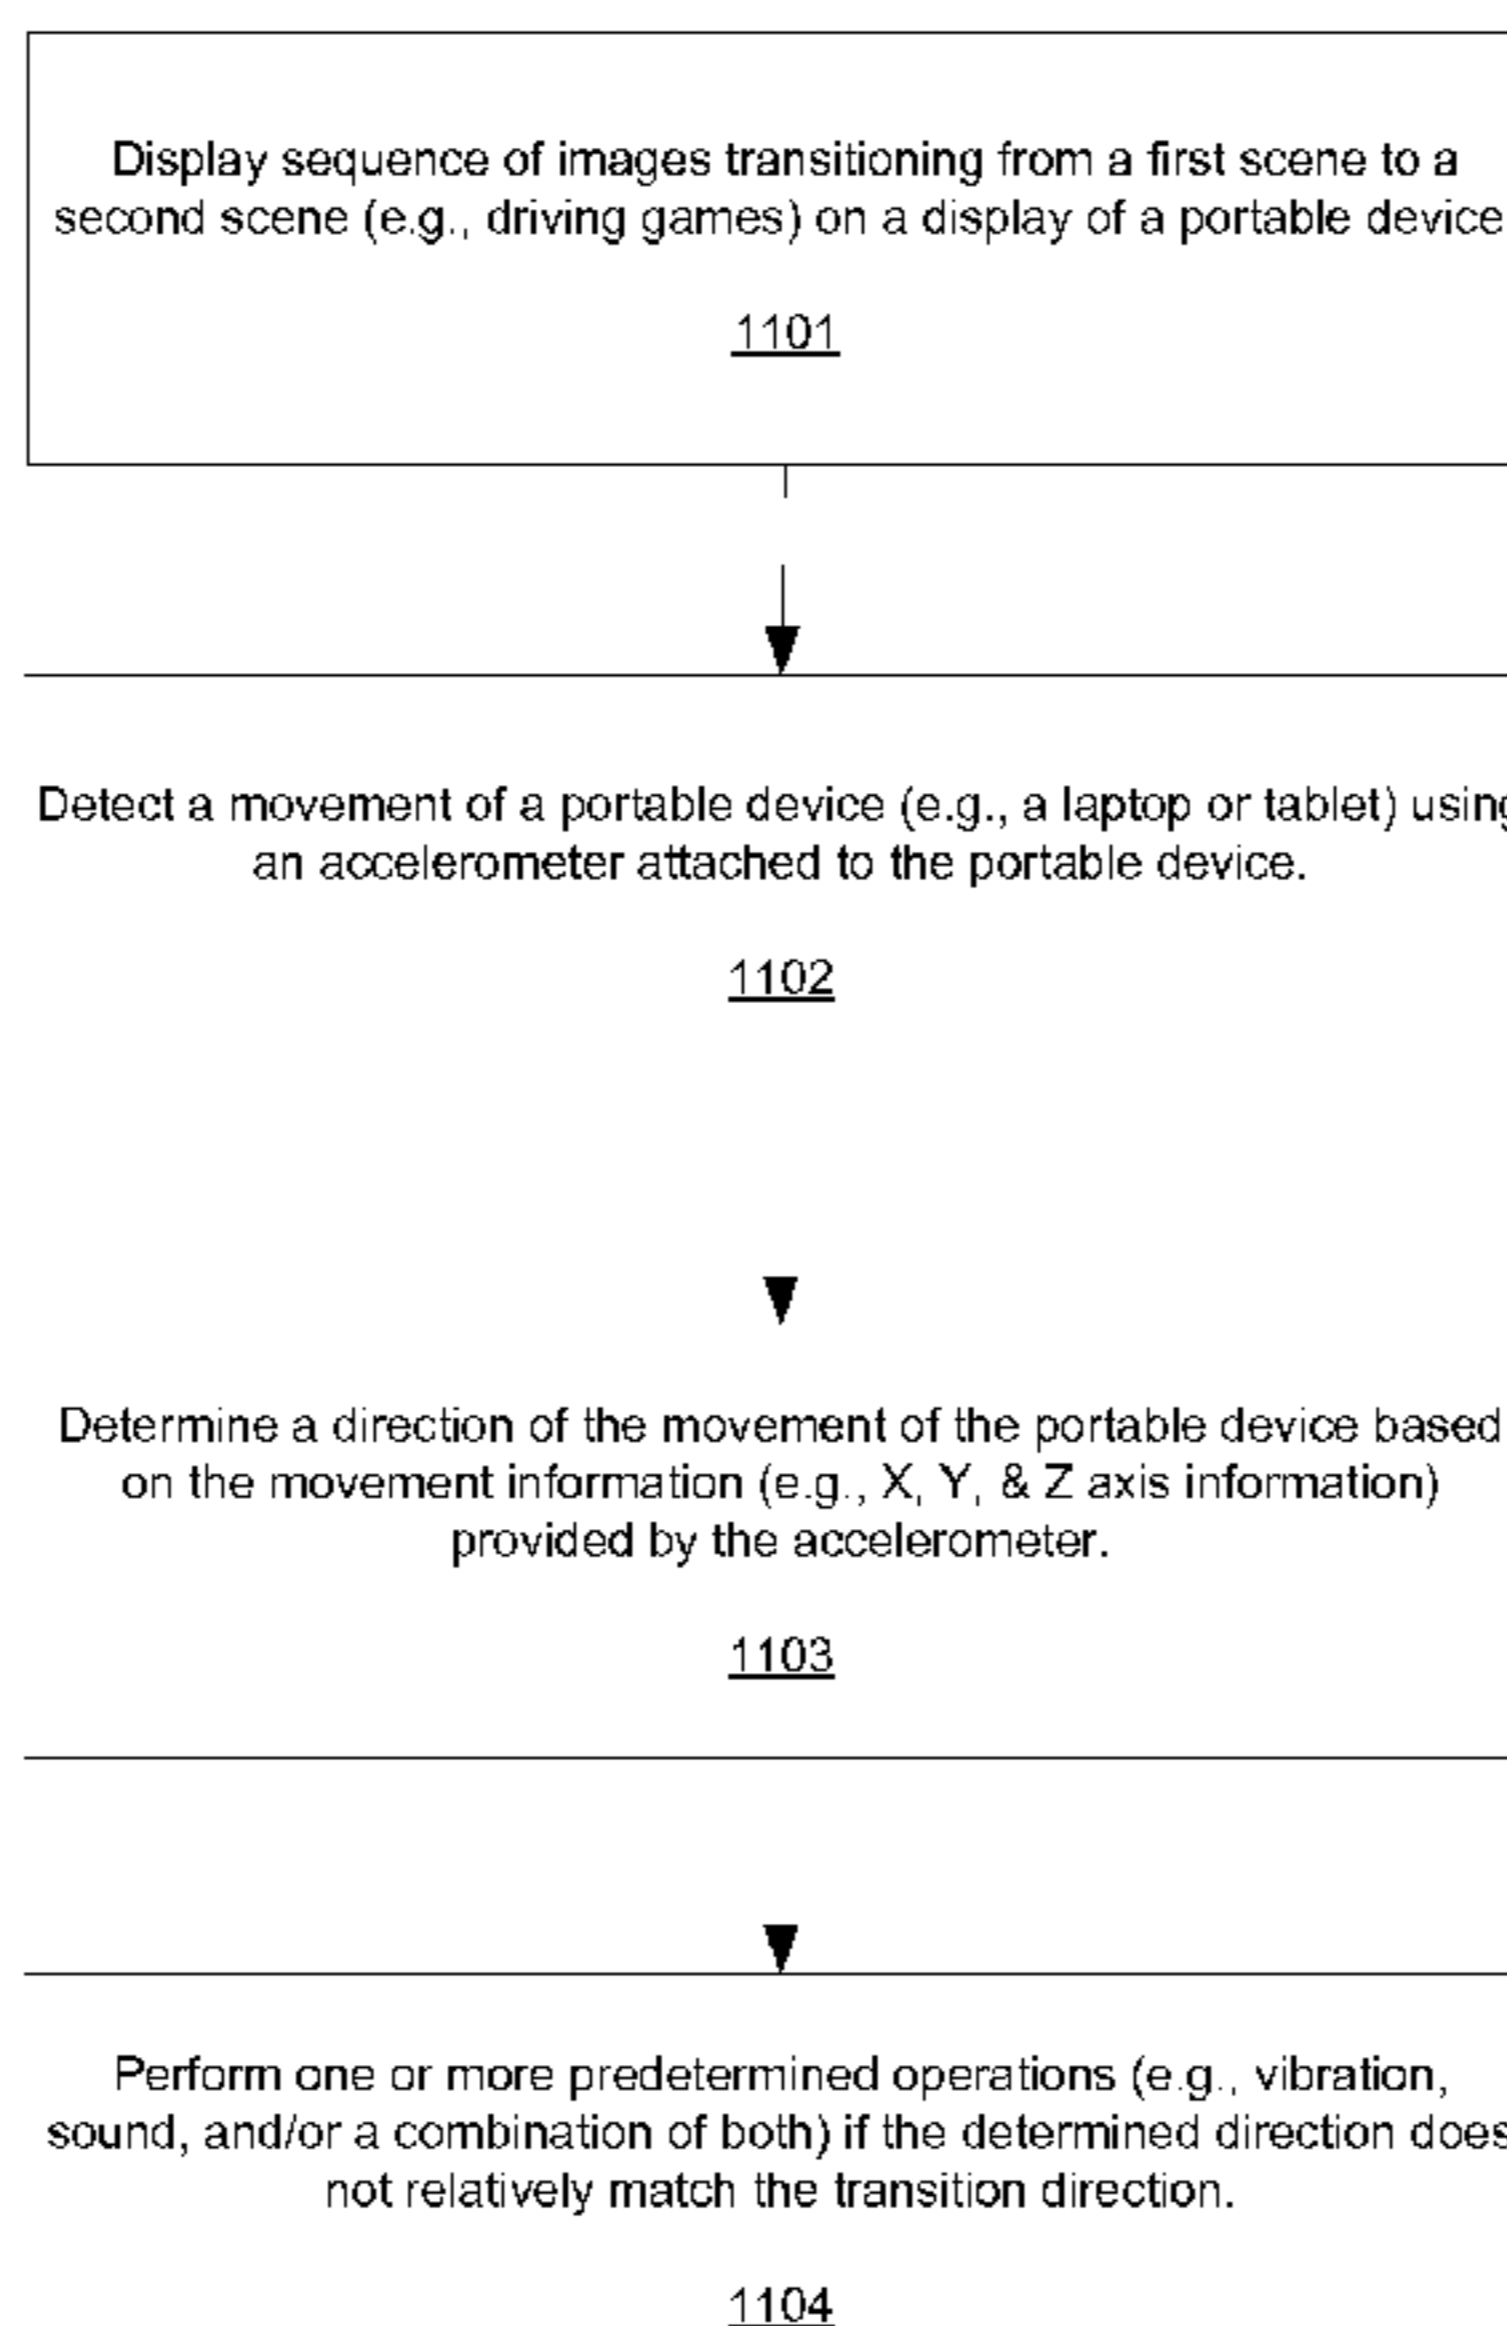 Display sequence of images transitioning from a first scene to a
second scene (e.g., driving games) on a display of a portable device
1101
Detect a movement of a portable device (e.g., a laptop or tablet) using
an accelerometer attached to the portable device.
1102
Determine a direction of the movement of the portable device based
on the movement information (e.g., X, Y, & Z axis information)
provided by the accelerometer.
1103
Perform one or more predetermined operations (e.g., vibration,
sound, and/or a combination of both) if the determined direction does
not relatively match the transition direction.
1104